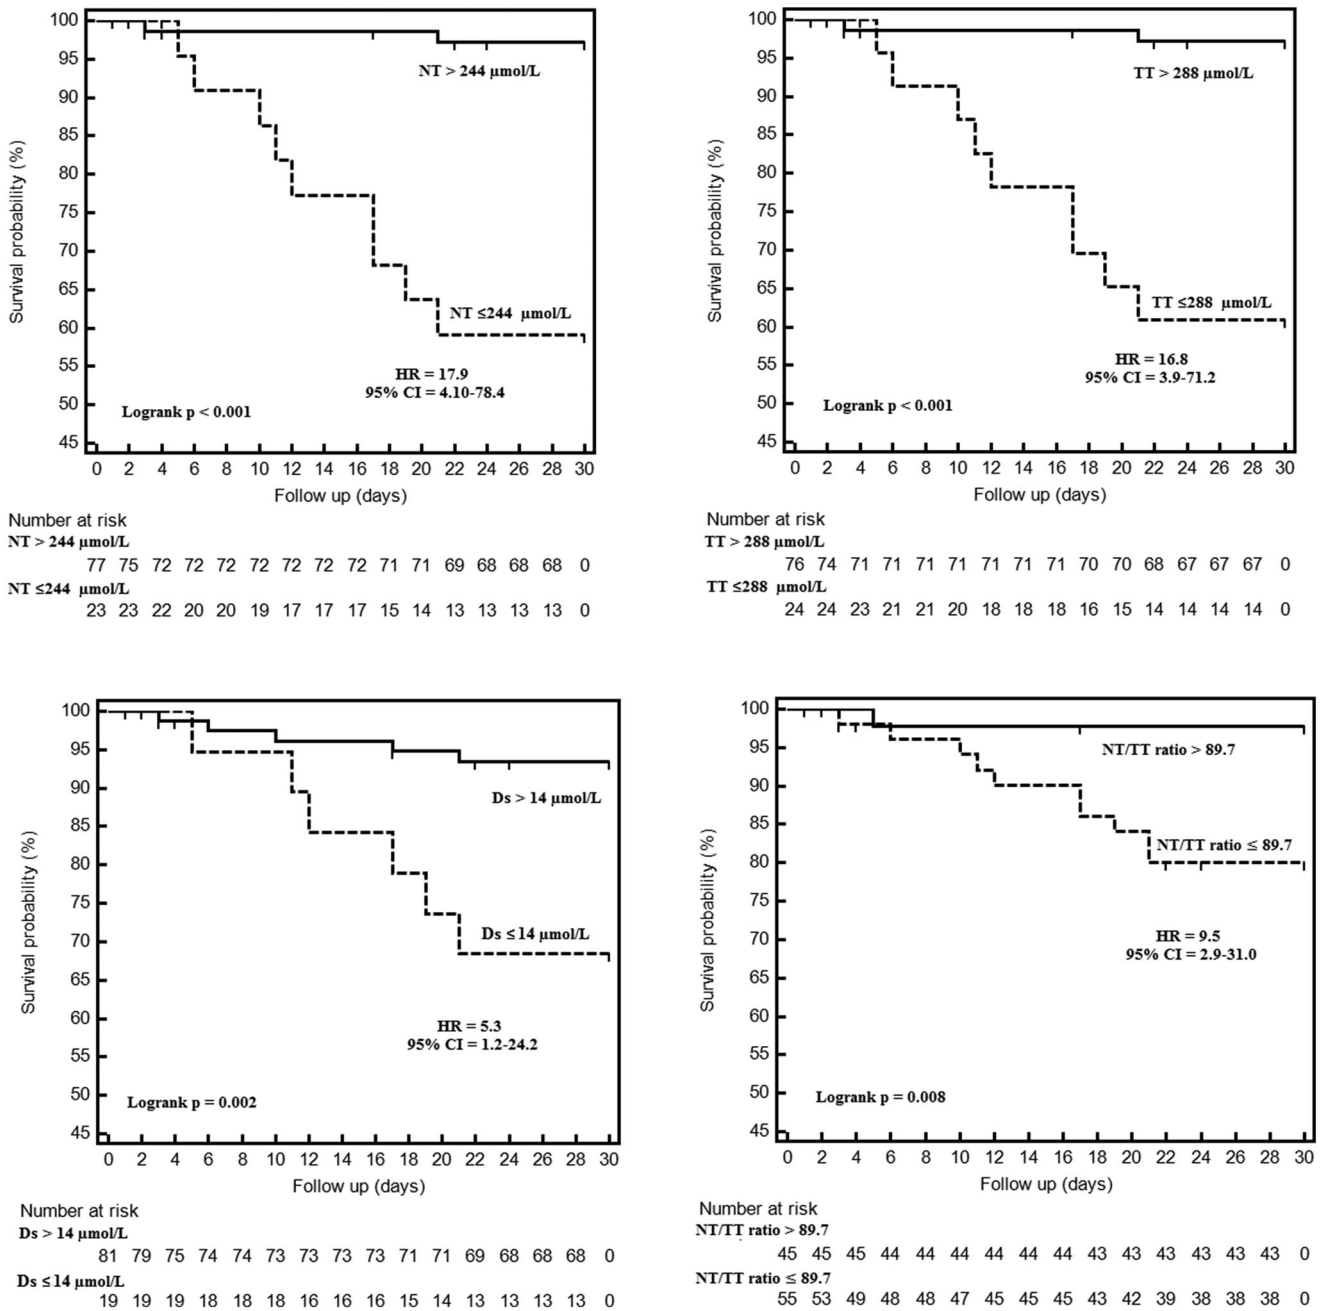 100
95
90
85
80
75
70
65
60
55
50
45
Survival probability (%)
NT > 244 µmol/L
NT ≤244 µmol/L
HR = 17.9
95% CI = 4.10-78.4
Logrank p < 0.001
0 2 4 6 8 10 12 14 16 18 20 22 24 26 28 30
Follow up (days)
Number at risk
NT > 244 µmol/L
77 75 72 72 72 72 72 72 72 71 71 69 68 68 68 0
NT ≤244 µmol/L
23 23 22 20 20 19 17 17 17 15 14 13 13 13 13 0
100
95
90
85
80
75
70
65
60
55
50
45
Survival probability (%)
TT > 288 µmol/L
TT ≤288 µmol/L
HR = 16.8
95% CI = 3.9-71.2
Logrank p < 0.001
0 2 4 6 8 10 12 14 16 18 20 22 24 26 28 30
Follow up (days)
Number at risk
TT > 288 µmol/L
76 74 71 71 71 71 71 71 71 70 70 68 67 67 67 0
TT ≤288 µmol/L
24 24 23 21 21 20 18 18 18 16 15 14 14 14 14 0
100
95
90
85
80
75
70
65
60
55
50
45
Survival probability (%)
Ds > 14 µmol/L
Ds ≤ 14 µmol/L
HR = 5.3
95% CI = 1.2-24.2
Logrank p = 0.002
0 2 4 6 8 10 12 14 16 18 20 22 24 26 28 30
Follow up (days)
Number at risk
Ds > 14 µmol/L
81 79 75 74 74 73 73 73 73 71 71 69 68 68 68 0
Ds ≤ 14 µmol/L
19 19 19 18 18 18 16 16 16 15 14 13 13 13 13 0
100
95
90
85
80
75
70
65
60
55
50
45
Survival probability (%)
NT/TT ratio > 89.7
NT/TT ratio ≤ 89.7
HR = 9.5
95% CI = 2.9-31.0
Logrank p = 0.008
0 2 4 6 8 10 12 14 16 18 20 22 24 26 28 30
Follow up (days)
Number at risk
NT/TT ratio > 89.7
45 45 45 44 44 44 44 44 44 43 43 43 43 43 43 0
NT/TT ratio ≤ 89.7
55 53 49 48 48 47 45 45 45 43 42 39 38 38 38 0